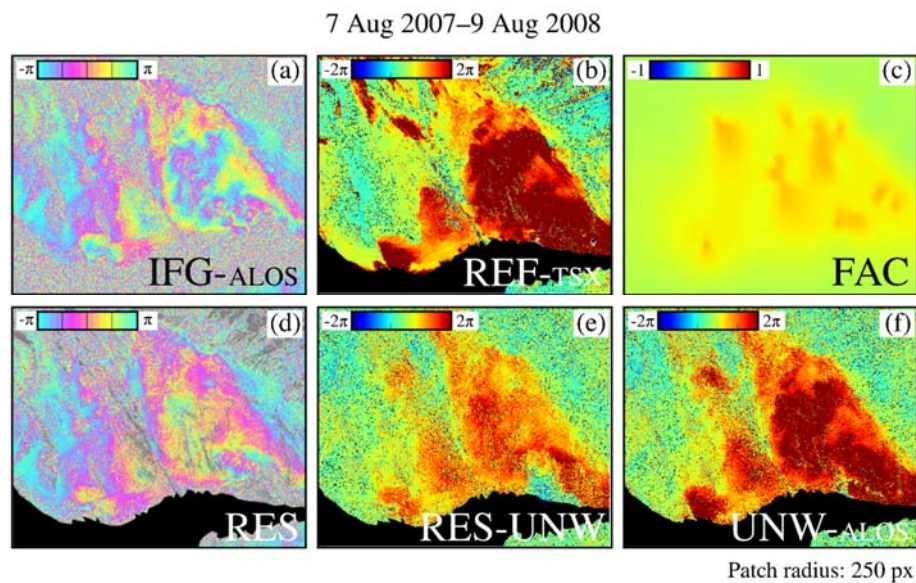 7 Aug 2007–9 Aug 2008
-π π (a)
IFG-ALOS
-2π 2π (b)
REF-TSX
-1 1 (c)
FAC
-π π (d)
RES
-2π 2π (e)
RES-UNW
-2π 2π (f)
UNW-ALOS
Patch radius: 250 px